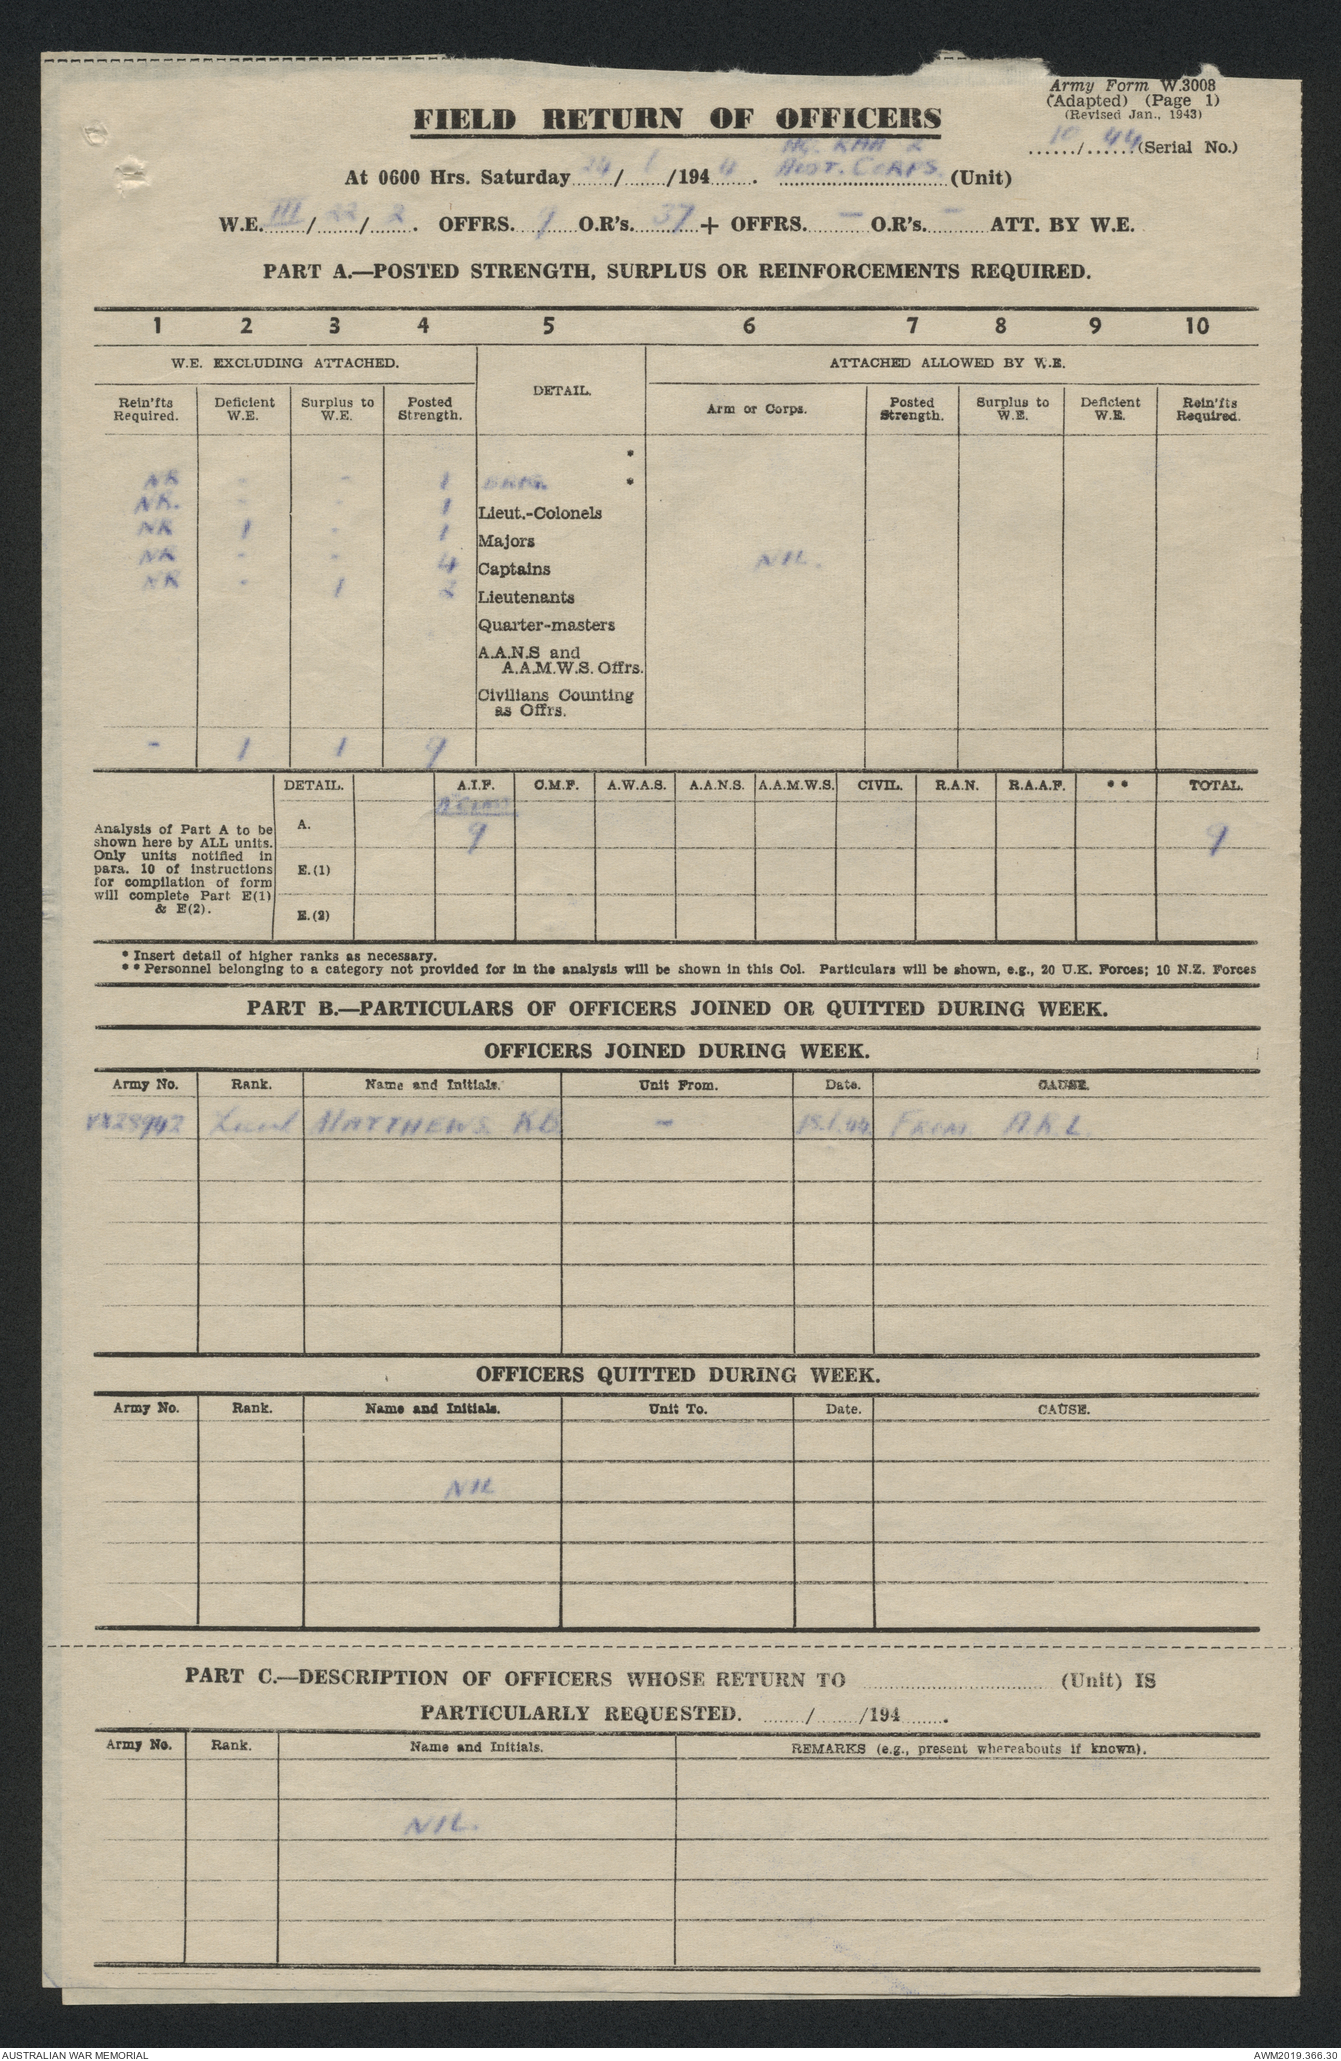 Army Form W.3008
(Adapted) (Page 1)
(Revised Jan., 1943)
FIELD RETURN OF OFFICERS
10/44 (Serial No.)
HQ. RAA 2
At 0600 Hrs. Saturday 24/1/1944. AUST. CORPS. (Unit)
W.E. III/22/2. OFFRS. 9 O.R's. 37 + OFFRS. - O.R's. - ATT. BY W.E.
PART A.—POSTED STRENGTH, SURPLUS OR REINFORCEMENTS REQUIRED.
1 2 3 4 5 6 7 8 9 10
W.E. EXCLUDING ATTACHED. DETAIL. ATTACHED ALLOWED BY W.E.
Rein'fts Required. Deficient W.E. Surplus to W.E. Posted Strength. Arm or Corps. Posted Strength. Surplus to W.E. Deficient W.E. Rein'fts Required.
*
NR - - 1 BRIG. *
NR. - - 1 Lieut.-Colonels
NR 1 - 1 Majors
NR - - 4 Captains NIL.
NR - 1 2 Lieutenants
Quarter-masters
A.A.N.S and
A.A.M.W.S. Offrs.
Civilians Counting
as Offrs.
- 1 1 9
DETAIL. A.I.F. C.M.F. A.W.A.S. A.A.N.S. A.A.M.W.S. CIVIL. R.A.N. R.A.A.F. ** TOTAL.
Analysis of Part A to be
shown here by ALL units.
Only units notified in
para. 10 of instructions
for compilation of form
will complete Part E(1)
& E(2).
A. 9 9
E.(1)
E.(2)
* Insert detail of higher ranks as necessary.
** Personnel belonging to a category not provided for in the analysis will be shown in this Col. Particulars will be shown, e.g., 20 U.K. Forces; 10 N.Z. Forces
PART B.—PARTICULARS OF OFFICERS JOINED OR QUITTED DURING WEEK.
OFFICERS JOINED DURING WEEK.
Army No. Rank. Name and Initials. Unit From. Date. CAUSE.
VX28942 Lieut MATTHEWS K.B. - 18.1.44 FROM A.R.L.
OFFICERS QUITTED DURING WEEK.
Army No. Rank. Name and Initials. Unit To. Date. CAUSE.
NIL
PART C.—DESCRIPTION OF OFFICERS WHOSE RETURN TO .......... (Unit) IS
PARTICULARLY REQUESTED. ....../....../194......
Army No. Rank. Name and Initials. REMARKS (e.g., present whereabouts if known).
NIL.
AUSTRALIAN WAR MEMORIAL AWM2019.366.30